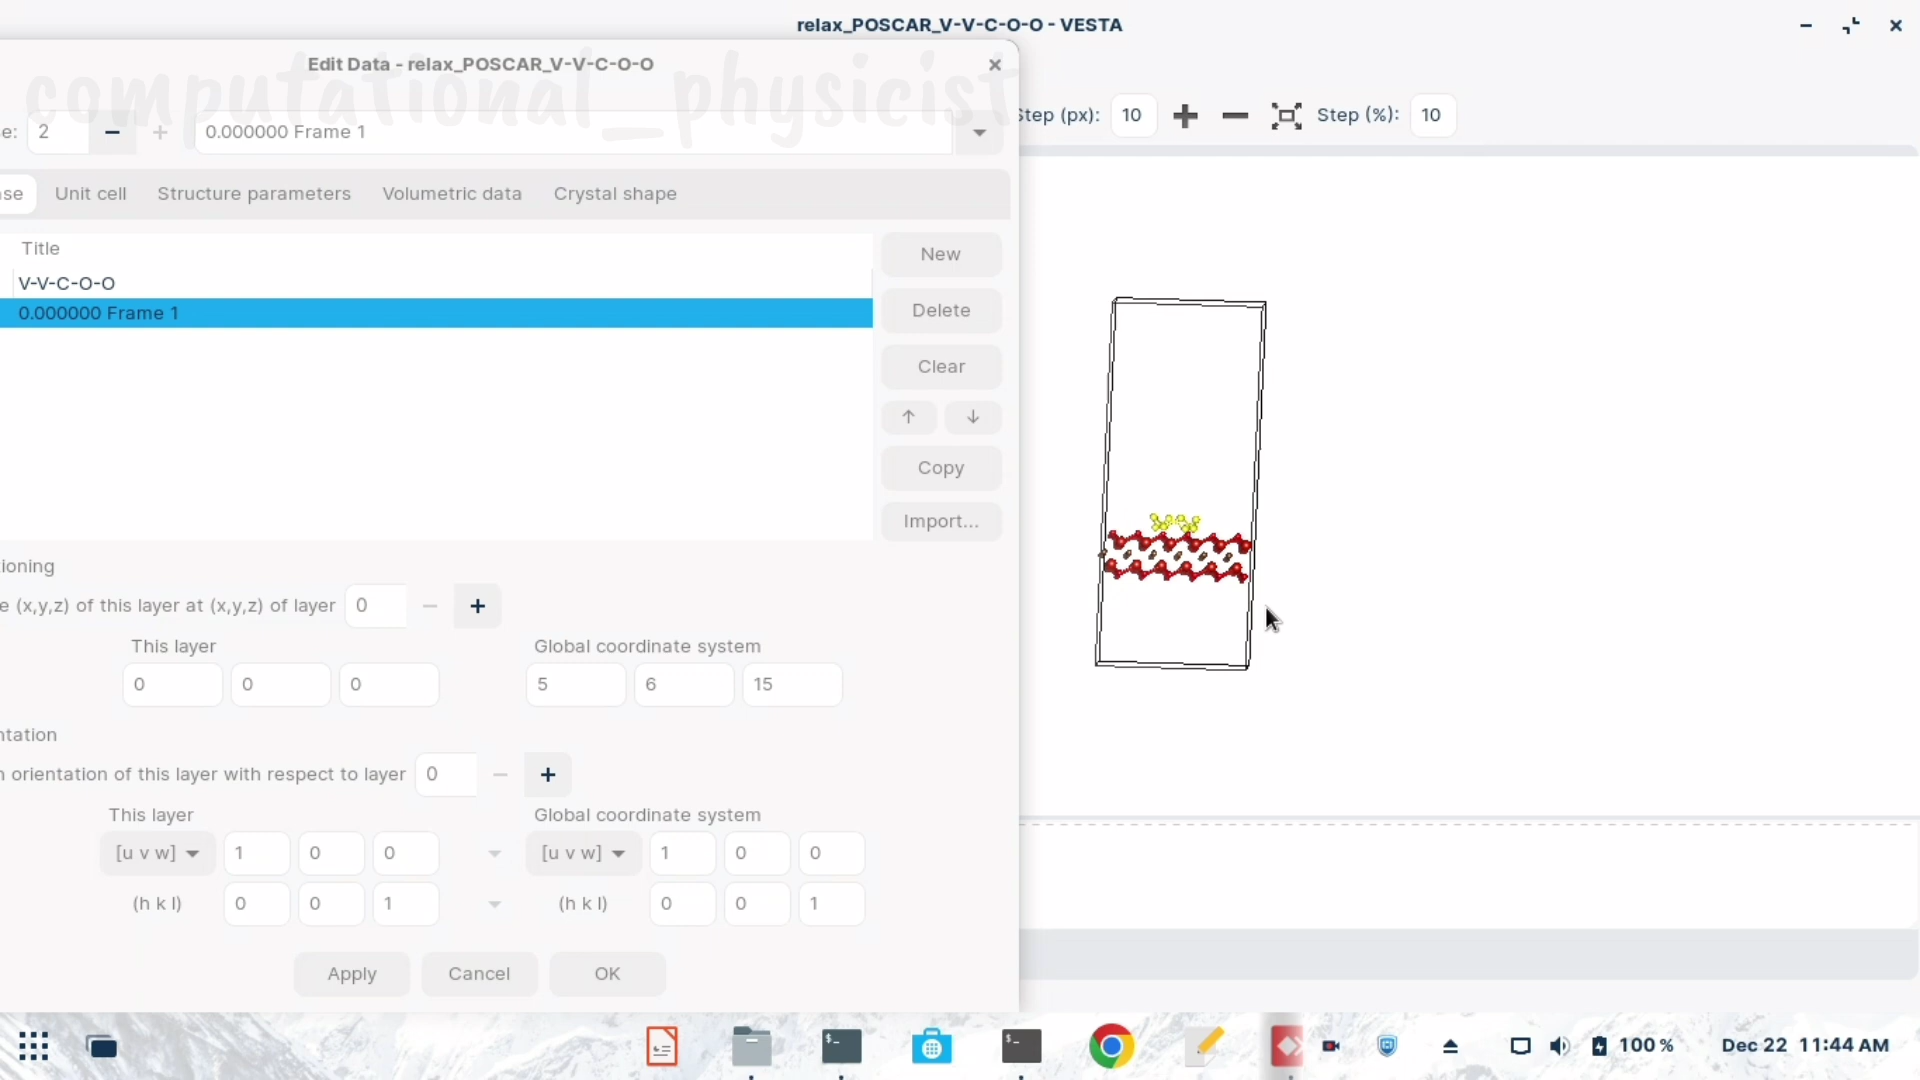 relax_POSCAR_V-V-C-O-O - VESTA
Edit Data - relax_POSCAR_V-V-C-O-O
computational_physicist
e: 2 0.000000 Frame 1
Step (px): 10 Step (%): 10
ase Unit cell Structure parameters Volumetric data Crystal shape
Title
V-V-C-O-O
0.000000 Frame 1
New
Delete
Clear
↑ ↓
Copy
Import...
ioning
e (x,y,z) of this layer at (x,y,z) of layer 0 − +
This layer Global coordinate system
0 0 0 5 6 15
ntation
n orientation of this layer with respect to layer 0 − +
This layer Global coordinate system
[u v w] 1 0 0 [u v w] 1 0 0
(h k l) 0 0 1 (h k l) 0 0 1
Apply Cancel OK
100 % Dec 22 11:44 AM